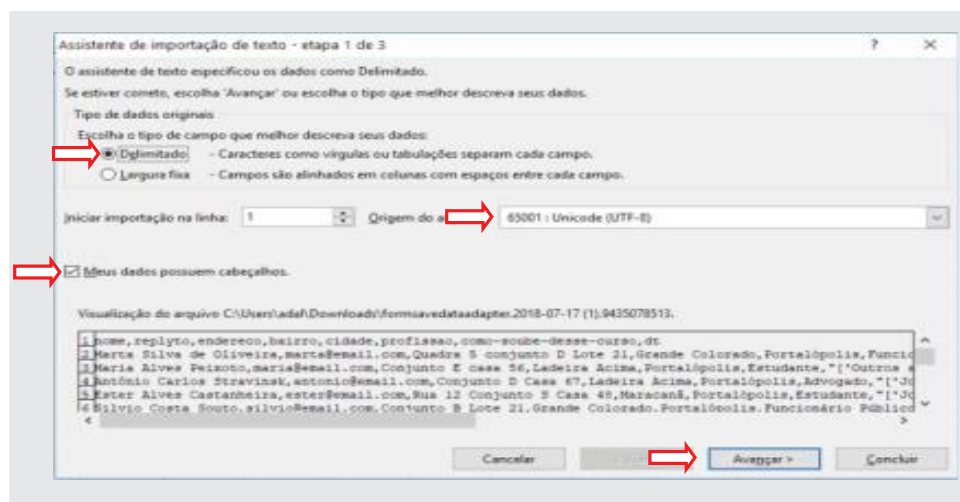 Assistente de importação de texto - etapa 1 de 3 ? ×
O assistente de texto especificou os dados como Delimitado.
Se estiver correto, escolha 'Avançar' ou escolha o tipo que melhor descreva seus dados.
Tipo de dados originais
Escolha o tipo de campo que melhor descreva seus dados:
Delimitado - Caracteres como vírgulas ou tabulações separam cada campo.
Largura fixa - Campos são alinhados em colunas com espaços entre cada campo.
Iniciar importação na linha: 1 Origem do a 65001 : Unicode (UTF-8)
Meus dados possuem cabeçalhos.
Visualização do arquivo C:\Users\adal\Downloads\formsavedataadapter.2018-07-17 (1).9435078513.
1 nome,replyto,endereco,bairro,cidade,profissao,como-soube-desse-curso,dt
2 Marta Silva de Oliveira,marta@email.com,Quadra 5 conjunto D Lote 21,Grande Colorado,Portalópolis,Funcio
3 Maria Alves Peixoto,maria@email.com,Conjunto E casa 56,Ladeira Acima,Portalópolis,Estudante,"['Outros
4 Antônio Carlos Stravinsk,antonio@email.com,Conjunto D Casa 67,Ladeira Acima,Portalópolis,Advogado,"['Jo
5 Ester Alves Castanheira,ester@email.com,Rua 12 Conjunto S Casa 45,Maracanã,Portalópolis,Estudante,"['Jo
6 Silvio Costa Souto,silvio@email.com,Conjunto B Lote 21,Grande Colorado,Portalópolis,Funcionário Público
Cancelar Avançar > Concluir